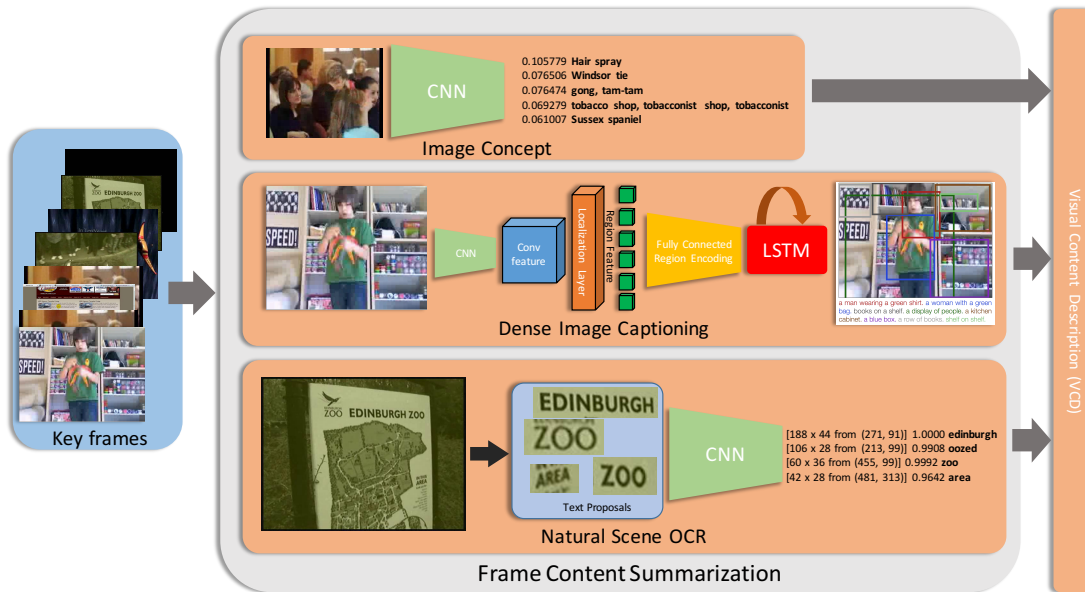 0.105779 Hair spray
0.076506 Windsor tie
0.076474 gong, tam-tam
0.069279 tobacco shop, tobacconist shop, tobacconist
0.061007 Sussex spaniel
CNN
Image Concept
EDINBURGH ZOO
SPEED!
Key frames
SPEED!
CNN
Conv
feature
Localization layer
Region Feature
Fully Connected
Region Encoding
LSTM
SPEED!
a man wearing a green shirt. a woman with a green
bag. books on a shelf. a display of people. a kitchen
cabinet. a blue box. a row of books. shelf on shelf.
Dense Image Captioning
ZOO EDINBURGH ZOO
EDINBURGH
ZOO
AREA
ZOO
Text Proposals
CNN
[188 x 44 from (271, 91)] 1.0000 edinburgh
[106 x 28 from (213, 99)] 0.9908 oozed
[60 x 36 from (455, 99)] 0.9992 zoo
[42 x 28 from (481, 313)] 0.9642 area
Natural Scene OCR
Frame Content Summarization
Visual Content Description (VCD)